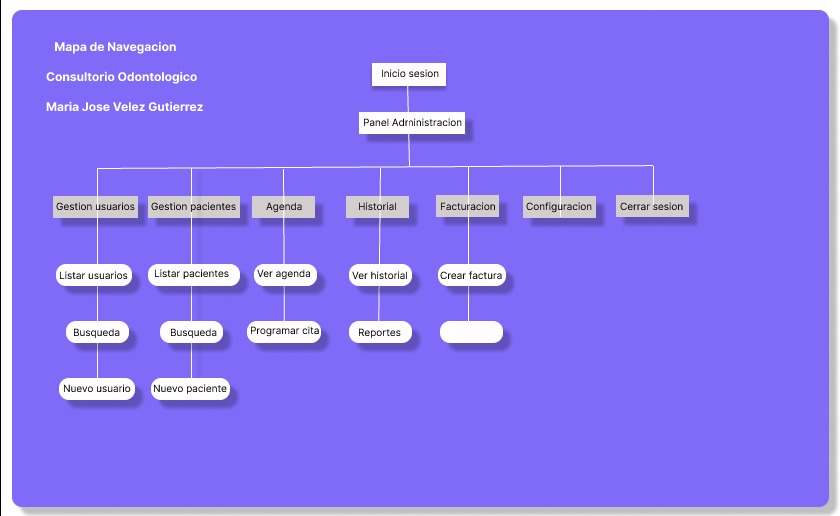 Mapa de Navegacion
Consultorio Odontologico
Maria Jose Velez Gutierrez
Inicio sesion
Panel Administracion
Gestion usuarios
Gestion pacientes
Agenda
Historial
Facturacion
Configuracion
Cerrar sesion
Listar usuarios
Listar pacientes
Ver agenda
Ver historial
Crear factura
Busqueda
Busqueda
Programar cita
Reportes
Nuevo usuario
Nuevo paciente